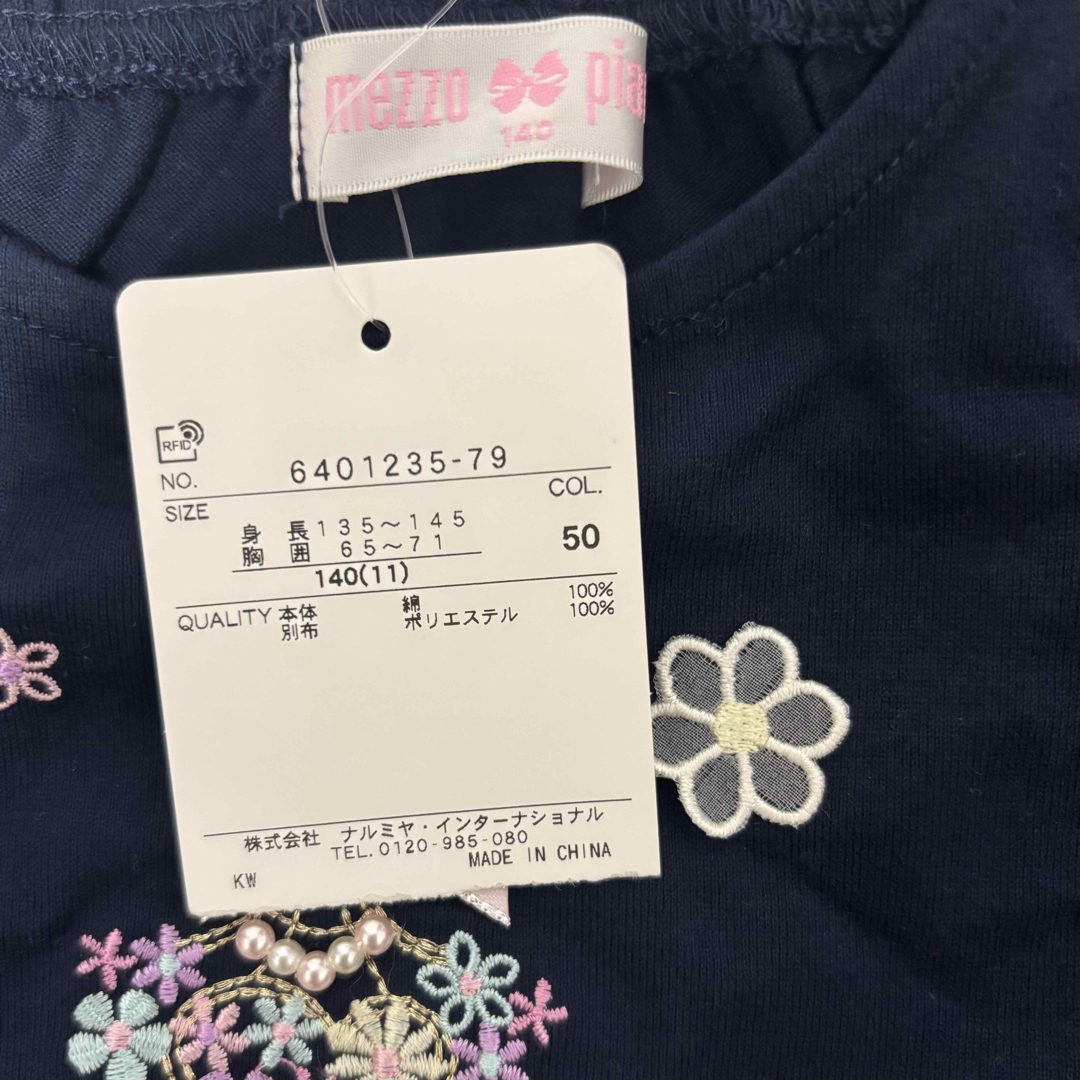 mezzo pia
140
RFID
NO. 6401235-79
SIZE COL.
身長 135～145
胸囲 65～71
50
140(11)
QUALITY 本体 綿 100%
別布 ポリエステル 100%
株式会社 ナルミヤ・インターナショナル
TEL.0120-985-080
MADE IN CHINA
KW